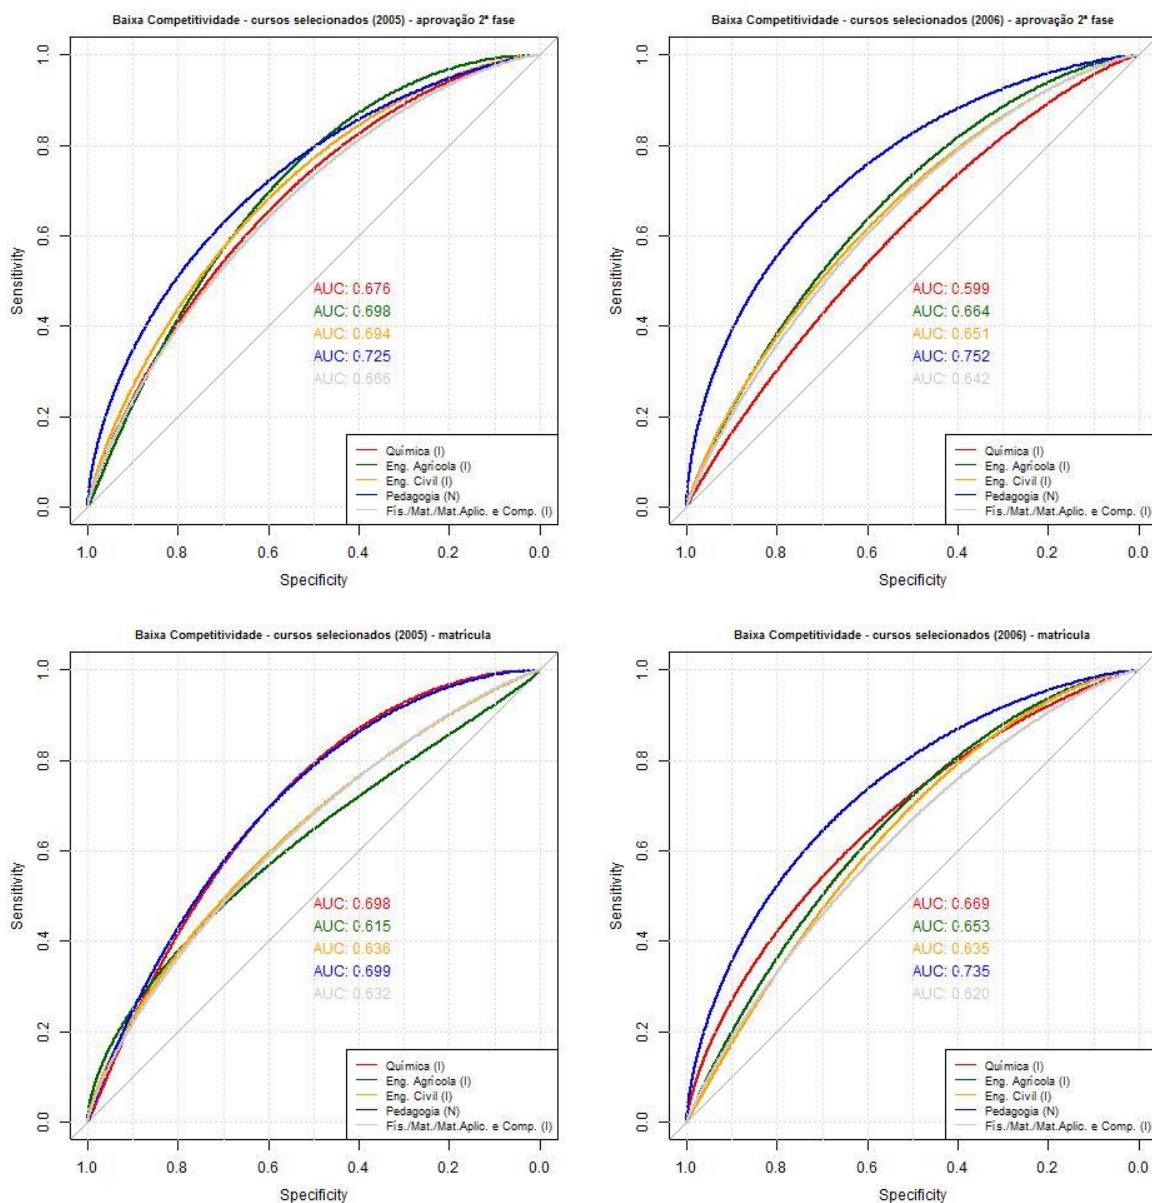 Baixa Competitividade - cursos selecionados (2005) - aprovação 2ª fase
Sensitivity
1.0
0.8
0.6
0.4
0.2
0.0
AUC: 0.676
AUC: 0.698
AUC: 0.694
AUC: 0.725
AUC: 0.666
Química (I)
Eng. Agrícola (I)
Eng. Civil (I)
Pedagogia (N)
Fís./Mat./Mat.Aplic. e Comp. (I)
1.0 0.8 0.6 0.4 0.2 0.0
Specificity
Baixa Competitividade - cursos selecionados (2006) - aprovação 2ª fase
Sensitivity
1.0
0.8
0.6
0.4
0.2
0.0
AUC: 0.599
AUC: 0.664
AUC: 0.651
AUC: 0.752
AUC: 0.642
Química (I)
Eng. Agrícola (I)
Eng. Civil (I)
Pedagogia (N)
Fís./Mat./Mat.Aplic. e Comp. (I)
1.0 0.8 0.6 0.4 0.2 0.0
Specificity
Baixa Competitividade - cursos selecionados (2005) - matrícula
Sensitivity
1.0
0.8
0.6
0.4
0.2
0.0
AUC: 0.698
AUC: 0.615
AUC: 0.636
AUC: 0.699
AUC: 0.632
Química (I)
Eng. Agrícola (I)
Eng. Civil (I)
Pedagogia (N)
Fís./Mat./Mat.Aplic. e Comp. (I)
1.0 0.8 0.6 0.4 0.2 0.0
Specificity
Baixa Competitividade - cursos selecionados (2006) - matrícula
Sensitivity
1.0
0.8
0.6
0.4
0.2
0.0
AUC: 0.669
AUC: 0.653
AUC: 0.635
AUC: 0.735
AUC: 0.620
Química (I)
Eng. Agrícola (I)
Eng. Civil (I)
Pedagogia (N)
Fís./Mat./Mat.Aplic. e Comp. (I)
1.0 0.8 0.6 0.4 0.2 0.0
Specificity